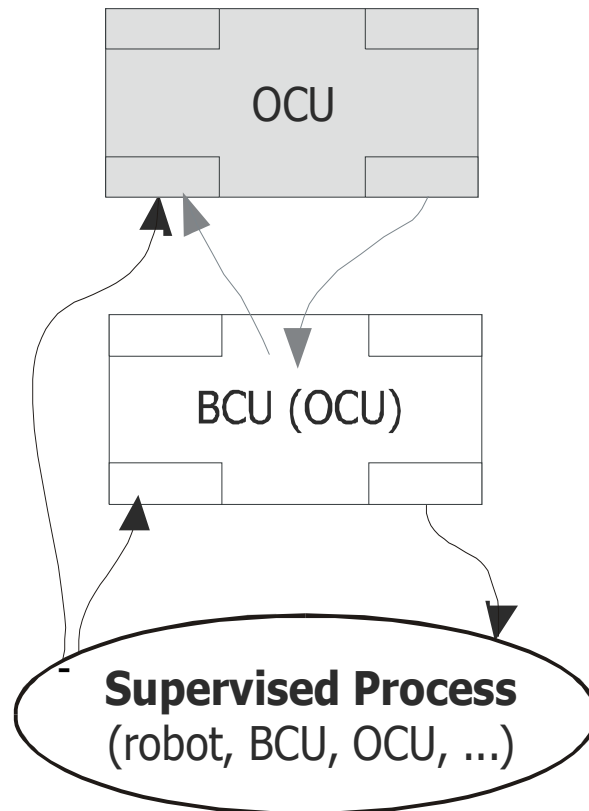 OCU
BCU (OCU)
Supervised Process
(robot, BCU, OCU, ...)